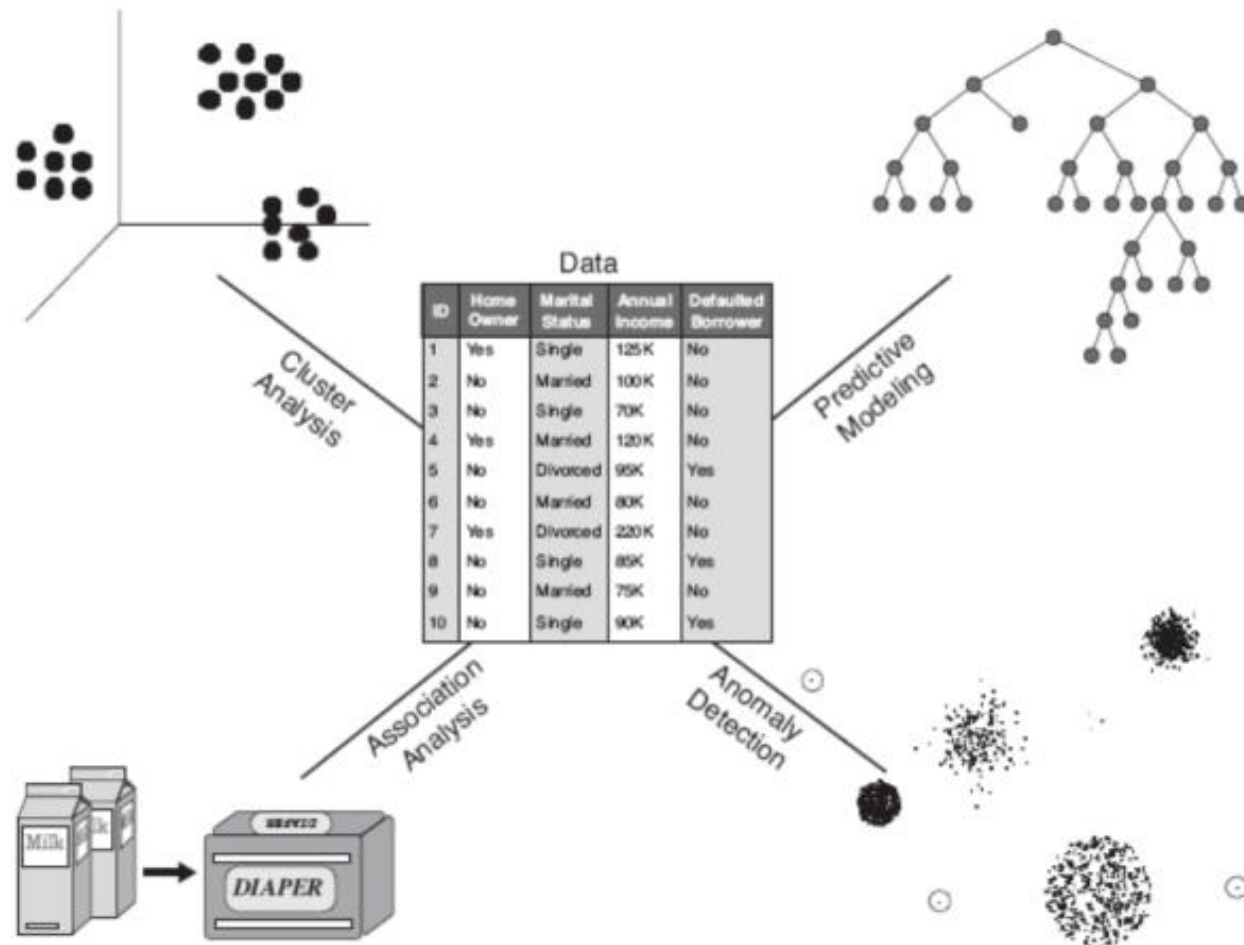 Data
ID Home Owner Marital Status Annual Income Defaulted Borrower
1 Yes Single 125K No
2 No Married 100K No
3 No Single 70K No
4 Yes Married 120K No
5 No Divorced 95K Yes
6 No Married 80K No
7 Yes Divorced 220K No
8 No Single 85K Yes
9 No Married 75K No
10 No Single 90K Yes
Cluster
Analysis
Predictive
Modeling
Association
Analysis
Anomaly
Detection
Milk
DIAPER
DIAPER